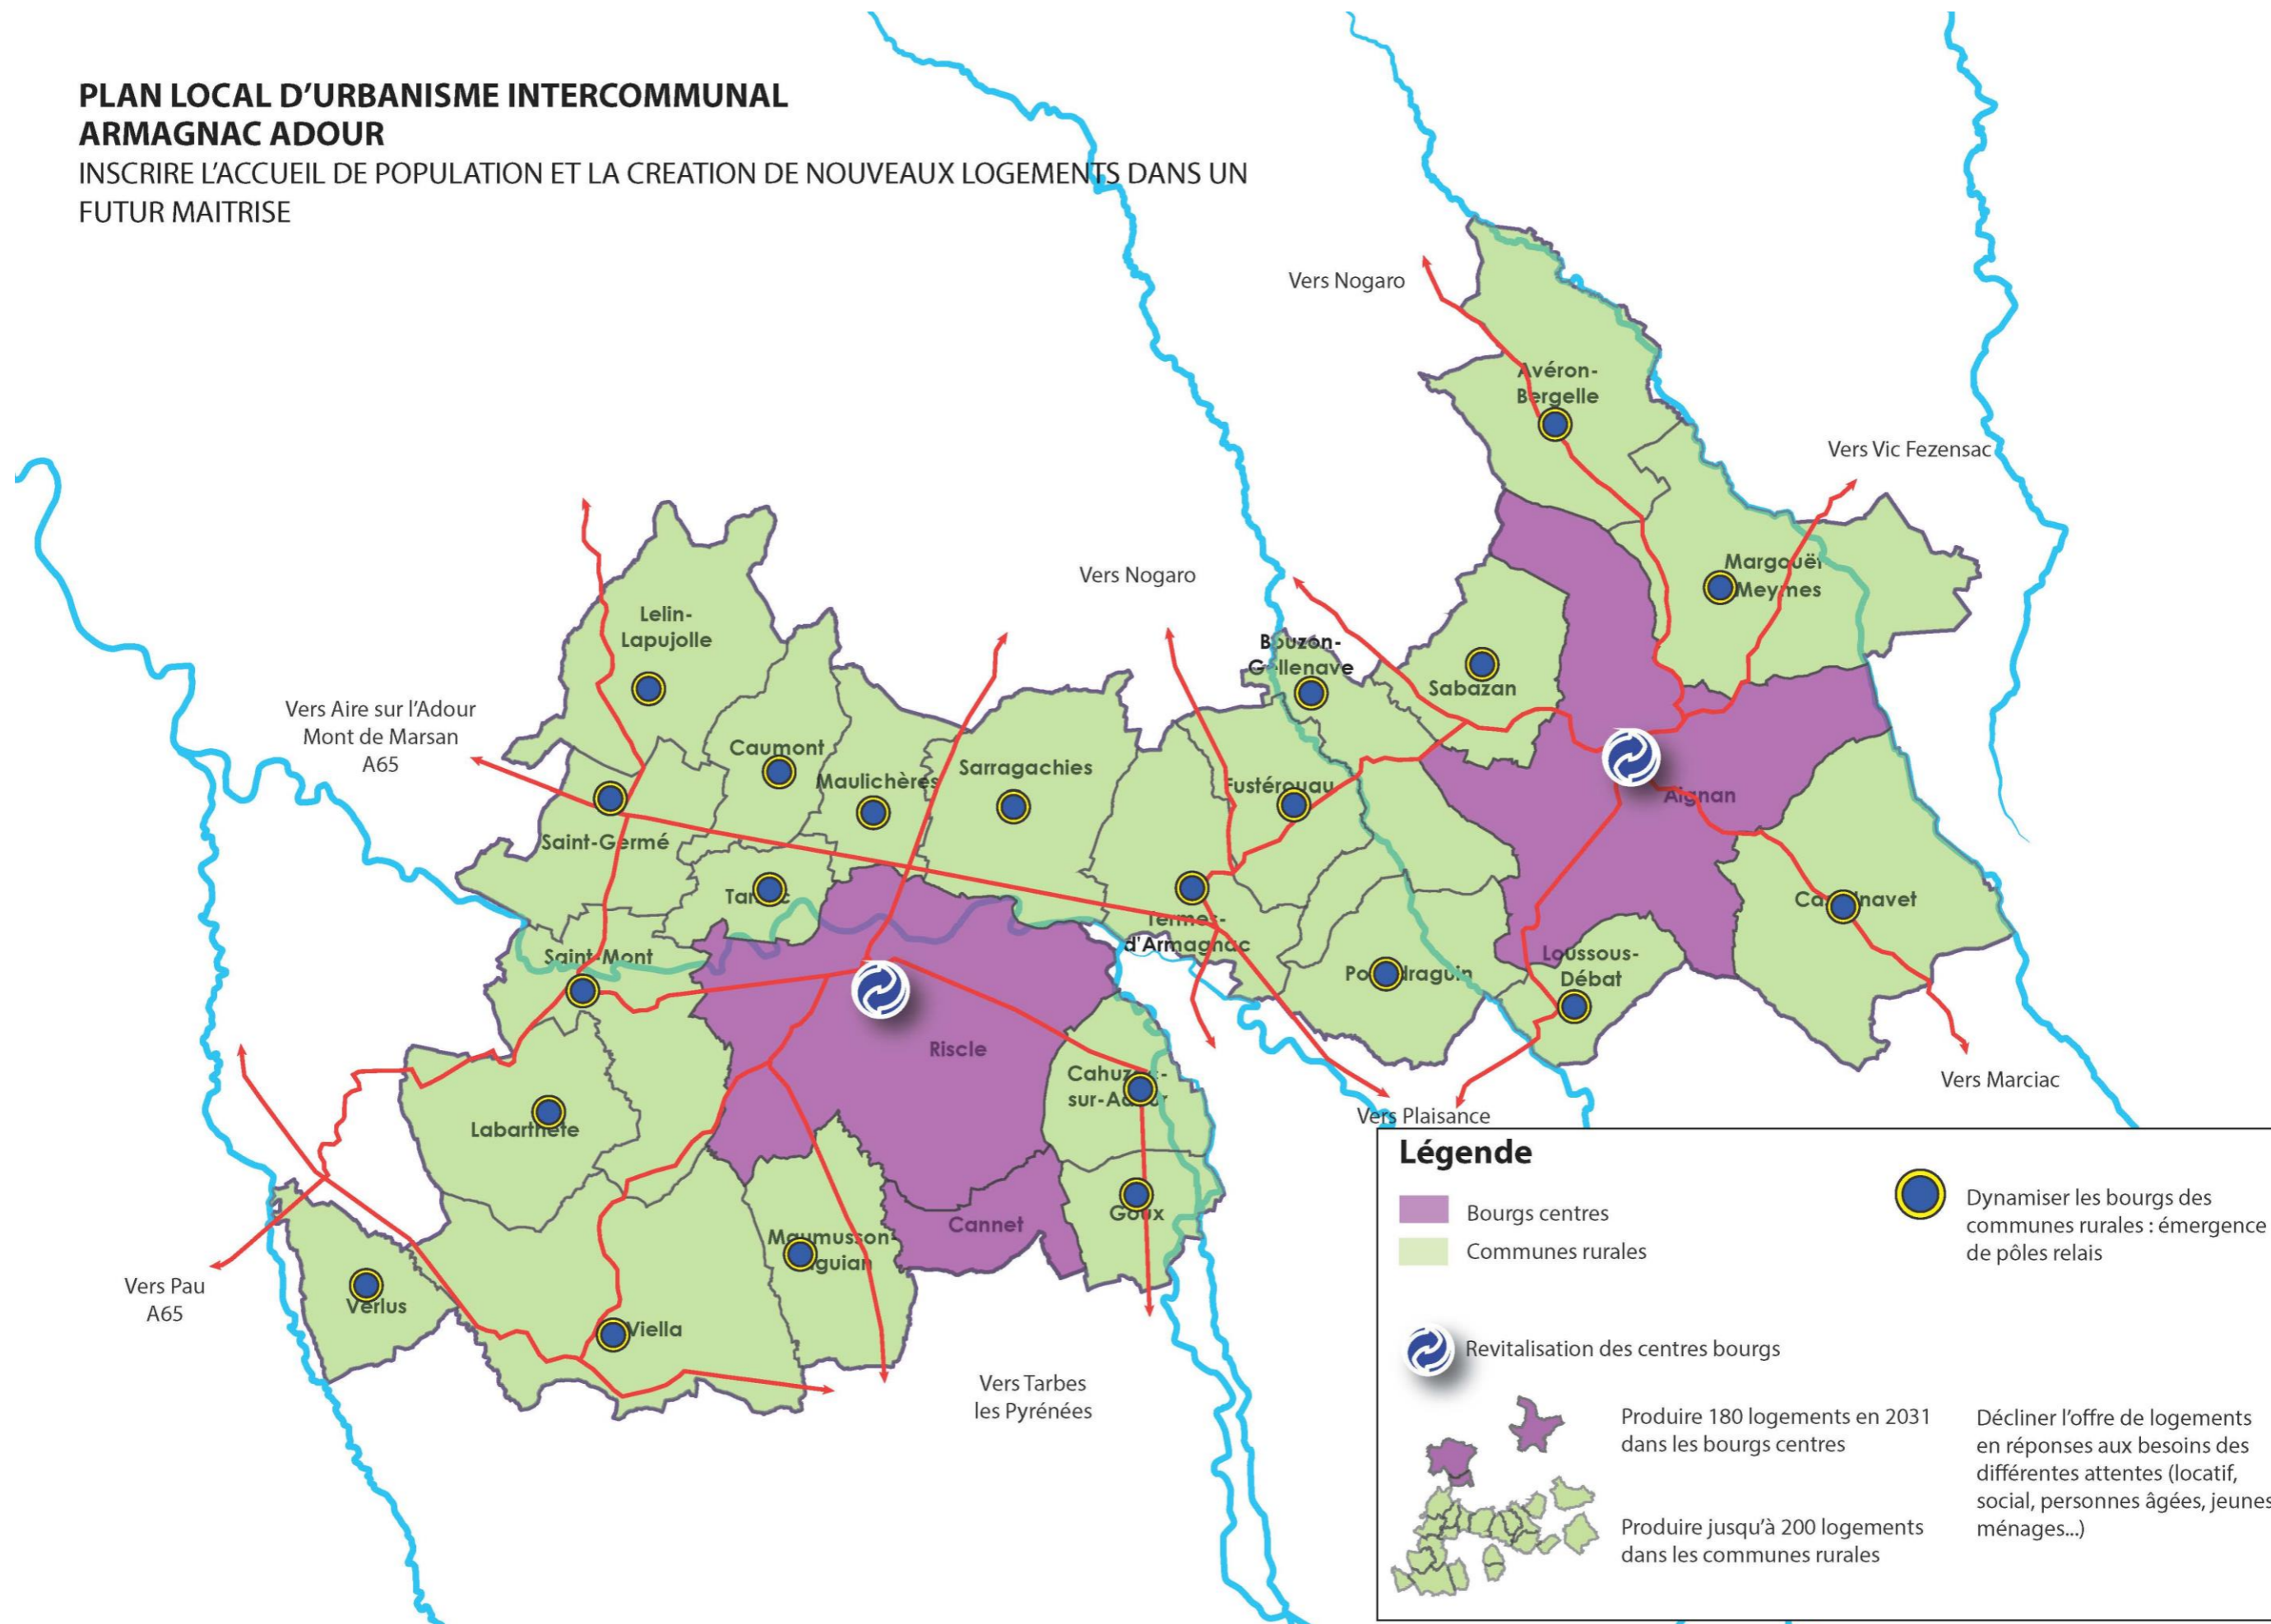 PLAN LOCAL D'URBANISME INTERCOMMUNAL
ARMAGNAC ADOUR
INSCRIRE L'ACCUEIL DE POPULATION ET LA CREATION DE NOUVEAUX LOGEMENTS DANS UN
FUTUR MAITRISE
Vers Nogaro
Avéron-
Bergelle
Vers Vic Fezensac
Margouët
Meymes
Vers Nogaro
Lelin-
Lapujolle
Bouzon-
Gellenave
Sabazan
Vers Aire sur l'Adour
Mont de Marsan
A65
Caumont
Maulichères
Sarragachies
Fustérouau
Aignan
Saint-Germé
Termes-
d'Armagnac
Saint-Mont
Loussous-
Débat
Riscle
Cahuzac-
sur-Adour
Labarthète
Vers Plaisance
Vers Marciac
Cannet
Goux
Maumusson-
guian
Verlus
Viella
Vers Pau
A65
Vers Tarbes
les Pyrénées
Légende
Bourgs centres
Communes rurales
Dynamiser les bourgs des
communes rurales : émergence
de pôles relais
Revitalisation des centres bourgs
Produire 180 logements en 2031
dans les bourgs centres
Produire jusqu'à 200 logements
dans les communes rurales
Décliner l'offre de logements
en réponses aux besoins des
différentes attentes (locatif,
social, personnes âgées, jeunes
ménages...)